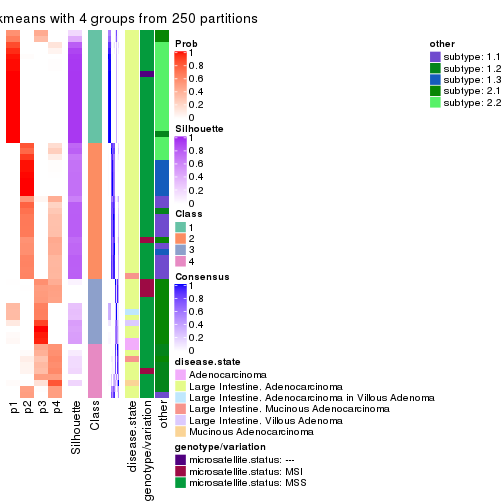 kmeans with 4 groups from 250 partitions
Prob
1
0.8
0.6
0.4
0.2
0
Silhouette
1
0.8
0.6
0.4
0.2
0
Class
1
2
3
4
Consensus
1
0.8
0.6
0.4
0.2
0
disease.state
Adenocarcinoma
Large Intestine. Adenocarcinoma
Large Intestine. Adenocarcinoma in Villous Adenoma
Large Intestine. Mucinous Adenocarcinoma
Large Intestine. Villous Adenoma
Mucinous Adenocarcinoma
genotype/variation
microsatellite.status: ---
microsatellite.status: MSI
microsatellite.status: MSS
other
subtype: 1.1
subtype: 1.2
subtype: 1.3
subtype: 2.1
subtype: 2.2
p1
p2
p3
p4
Silhouette
Class
disease.state
genotype/variation
other